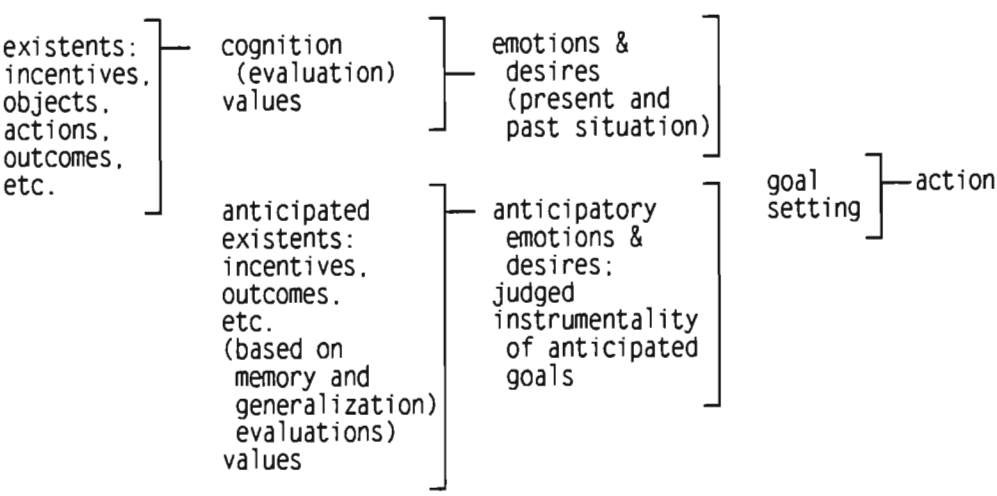 existents:
incentives,
objects,
actions,
outcomes,
etc.
cognition
(evaluation)
values
emotions &
desires
(present and
past situation)
anticipated
existents:
incentives,
outcomes,
etc.
(based on
memory and
generalization)
evaluations)
values
anticipatory
emotions &
desires;
judged
instrumentality
of anticipated
goals
goal
setting
action